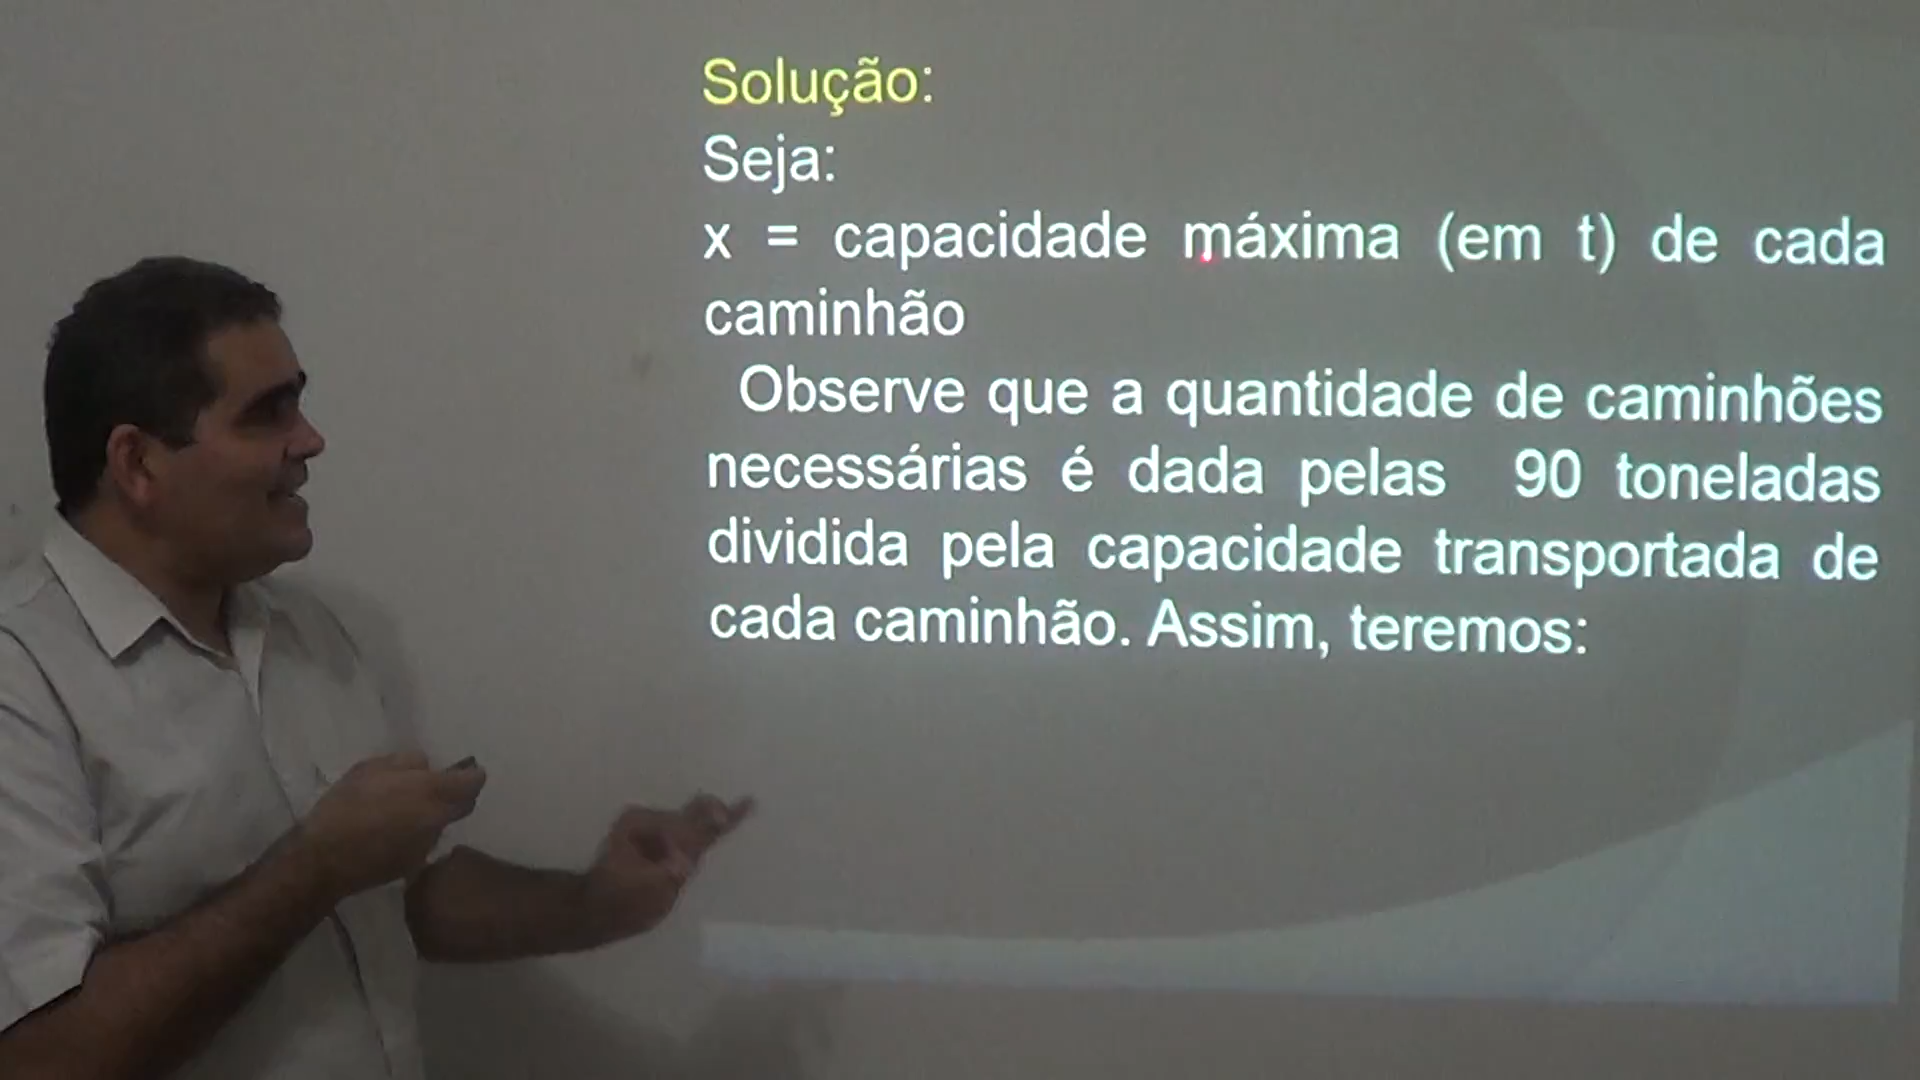 Solução:
Seja:
x = capacidade máxima (em t) de cada
caminhão
Observe que a quantidade de caminhões
necessárias é dada pelas 90 toneladas
dividida pela capacidade transportada de
cada caminhão. Assim, teremos: